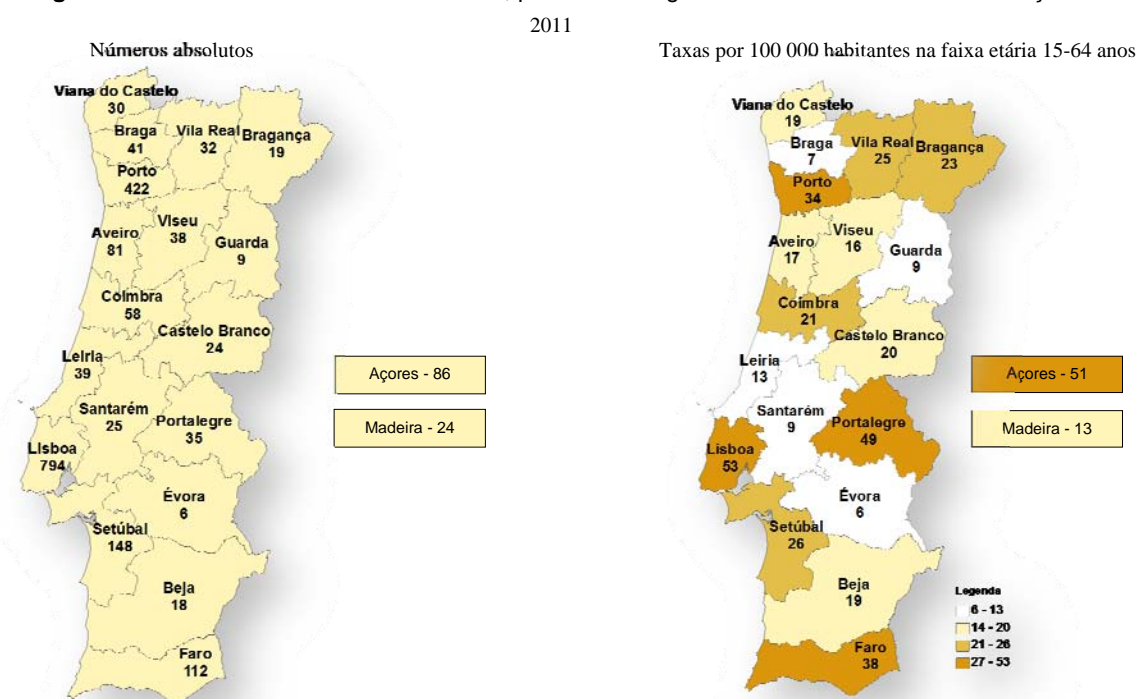 2011
Números absolutos
Viana do Castelo
30
Braga
41
Vila Real
32
Bragança
19
Porto
422
Aveiro
81
Viseu
38
Guarda
9
Coimbra
58
Castelo Branco
24
Leiria
39
Santarém
25
Portalegre
35
Lisboa
794
Évora
6
Setúbal
148
Beja
18
Faro
112
Açores - 86
Madeira - 24
Taxas por 100 000 habitantes na faixa etária 15-64 anos
Viana do Castelo
19
Braga
7
Vila Real
25
Bragança
23
Porto
34
Aveiro
17
Viseu
16
Guarda
9
Coimbra
21
Castelo Branco
20
Leiria
13
Santarém
9
Portalegre
49
Lisboa
53
Évora
6
Setúbal
26
Beja
19
Faro
38
Açores - 51
Madeira - 13
Legenda
6 - 13
14 - 20
21 - 26
27 - 53